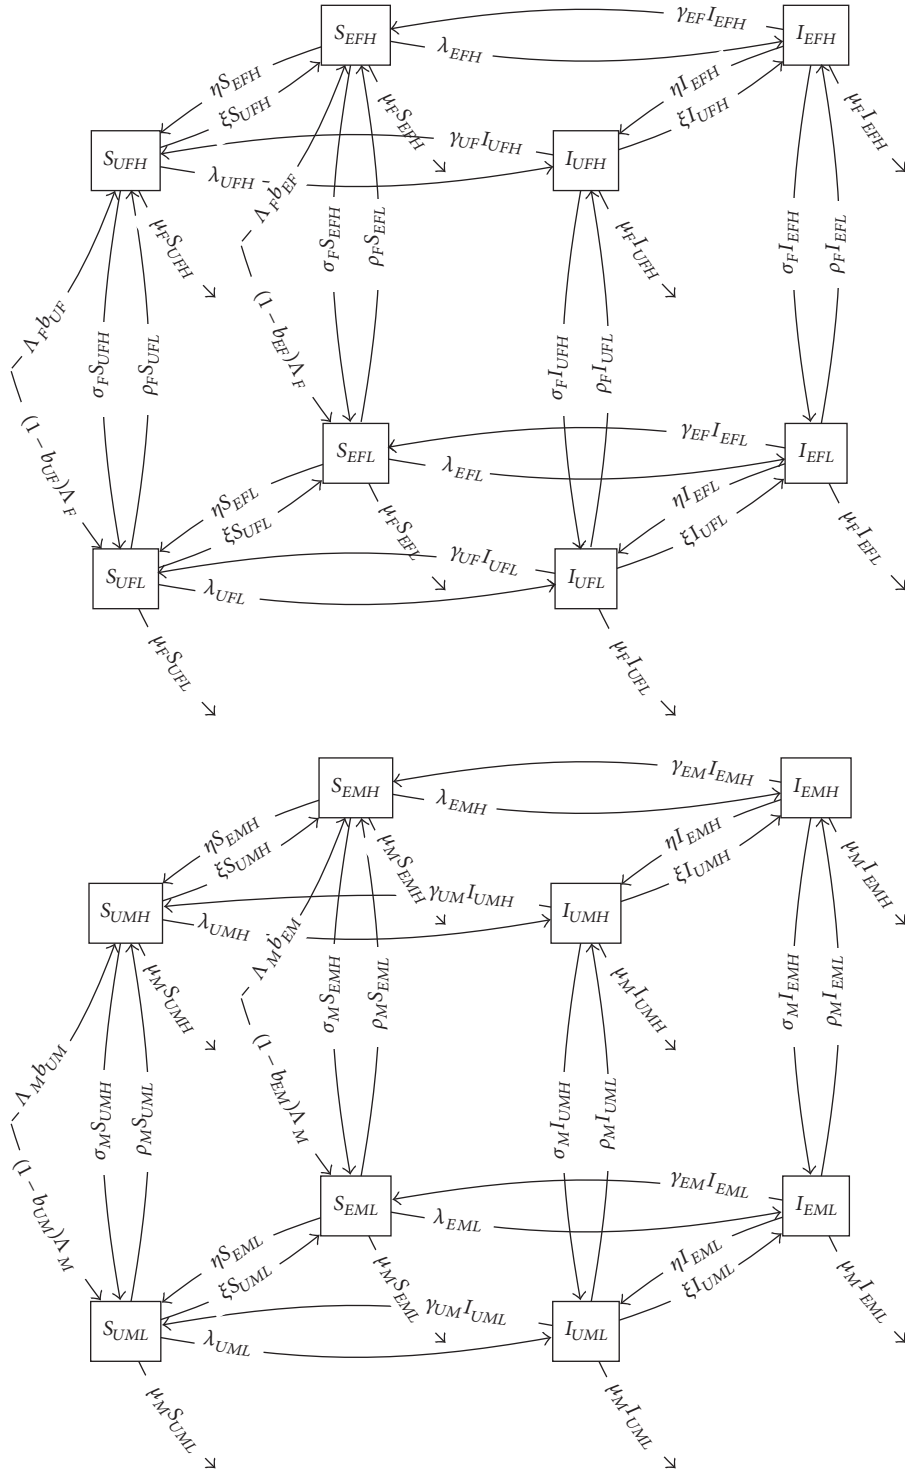 S_EFH
γ_EF I_EFH
I_EFH
λ_EFH
ηS_EFH
ξS_UFH
μ_F S_EFH
ηI_EFH
ξI_UFH
μ_F I_EFH
S_UFH
γ_UF I_UFH
I_UFH
λ_UFH
Λ_F b_EF
μ_F S_UFH
σ_F S_EFH
ρ_F S_EFL
μ_F I_UFH
σ_F I_EFH
ρ_F I_EFL
Λ_F b_UF
σ_F S_UFH
ρ_F S_UFL
(1 − b_EF)Λ_F
σ_F I_UFH
ρ_F I_UFL
(1 − b_UF)Λ_F
S_EFL
γ_EF I_EFL
I_EFL
λ_EFL
ηS_EFL
ξS_UFL
μ_F S_EFL
ηI_EFL
ξI_UFL
μ_F I_EFL
S_UFL
γ_UF I_UFL
I_UFL
λ_UFL
μ_F S_UFL
μ_F I_UFL
S_EMH
γ_EM I_EMH
I_EMH
λ_EMH
ηS_EMH
ξS_UMH
μ_M S_EMH
ηI_EMH
ξI_UMH
μ_M I_EMH
S_UMH
γ_UM I_UMH
I_UMH
λ_UMH
Λ_M b_EM
μ_M S_UMH
σ_M S_EMH
ρ_M S_EML
μ_M I_UMH
σ_M I_EMH
ρ_M I_EML
Λ_M b_UM
σ_M S_UMH
ρ_M S_UML
(1 − b_EM)Λ_M
σ_M I_UMH
ρ_M I_UML
(1 − b_UM)Λ_M
S_EML
γ_EM I_EML
I_EML
λ_EML
ηS_EML
ξS_UML
μ_M S_EML
ηI_EML
ξI_UML
μ_M I_EML
S_UML
γ_UM I_UML
I_UML
λ_UML
μ_M S_UML
μ_M I_UML